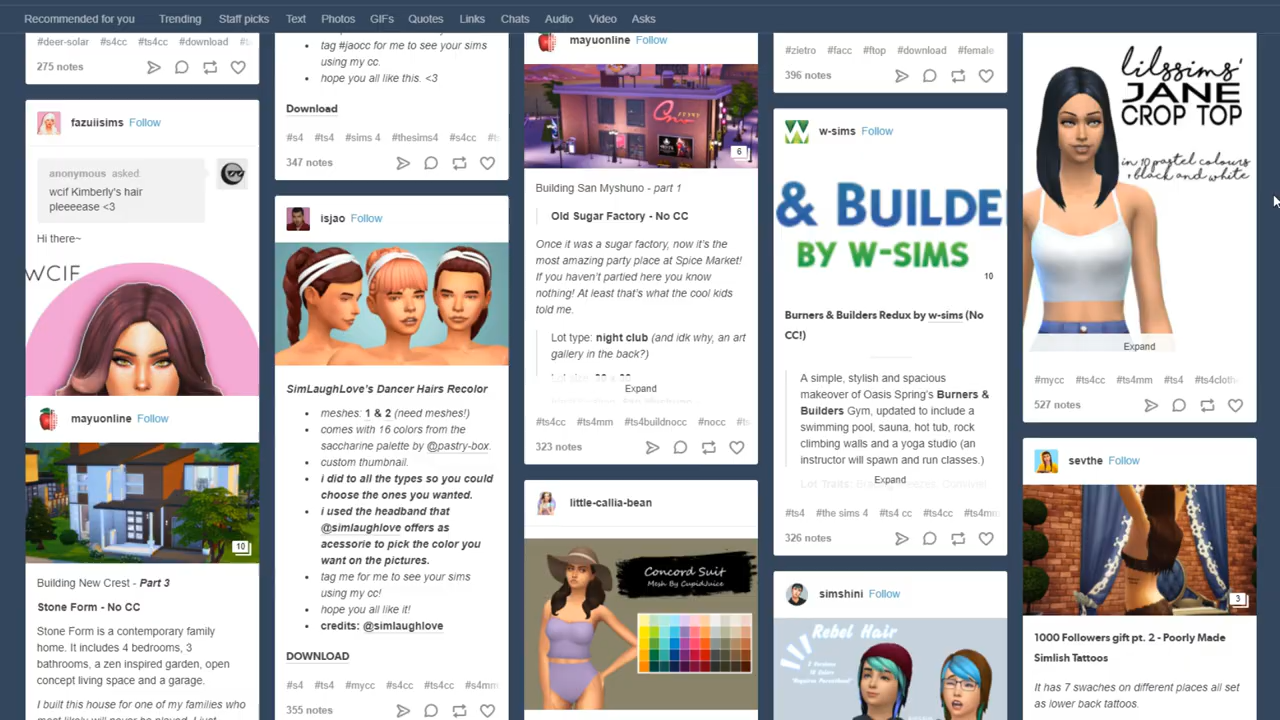 Recommended for you Trending Staff picks Text Photos GIFs Quotes Links Chats Audio Video Asks
#deer-solar #s4cc #ts4cc #download
275 notes
fazuiisims Follow
anonymous asked:
wcif Kimberly's hair
pleeeease <3
Hi there~
WCIF
mayuonline Follow
10
Building New Crest - Part 3
Stone Form - No CC
Stone Form is a contemporary family
home. It includes 4 bedrooms, 3
bathrooms, a zen inspired garden, open
concept living space and a garage.
I built this house for one of my families who
tag #jaocc for me to see your sims
using my cc.
hope you all like this. <3
Download
#s4 #ts4 #sims 4 #thesims4 #s4cc
347 notes
isjao Follow
SimLaughLove's Dancer Hairs Recolor
meshes: 1 & 2 (need meshes!)
comes with 16 colors from the
saccharine palette by @pastry-box.
custom thumbnail.
i did to all the types so you could
choose the ones you wanted.
i used the headband that
@simlaughlove offers as
acessorie to pick the color you
want on the pictures.
tag me for me to see your sims
using my cc!
hope you all like it!
credits: @simlaughlove
DOWNLOAD
#s4 #ts4 #mycc #s4cc #ts4cc #s4mm
355 notes
mayuonline Follow
6
Building San Myshuno - part 1
Old Sugar Factory - No CC
Once it was a sugar factory, now it's the
most amazing party place at Spice Market!
If you haven't partied here you know
nothing! At least that's what the cool kids
told me.
Lot type: night club (and idk why, an art
gallery in the back?)
Expand
#ts4cc #ts4mm #ts4buildnocc #nocc
323 notes
little-callia-bean
Concord Suit
Mesh By CupidJuice
#zietro #facc #ftop #download #female
396 notes
w-sims Follow
& BUILDE
BY W-SIMS
10
Burners & Builders Redux by w-sims (No
CC!)
A simple, stylish and spacious
makeover of Oasis Spring's Burners &
Builders Gym, updated to include a
swimming pool, sauna, hot tub, rock
climbing walls and a yoga studio (an
instructor will spawn and run classes.)
Lot Traits:
Expand
#ts4 #the sims 4 #ts4 cc #ts4cc #ts4mm
326 notes
simshini Follow
Rebel Hair
lilssims'
JANE
CROP TOP
in 10 pastel colours
+ black and white
Expand
#mycc #ts4cc #ts4mm #ts4 #ts4cloth
527 notes
sevthe Follow
3
1000 Followers gift pt. 2 - Poorly Made
Simlish Tattoos
It has 7 swaches on different places all set
as lower back tattoos.